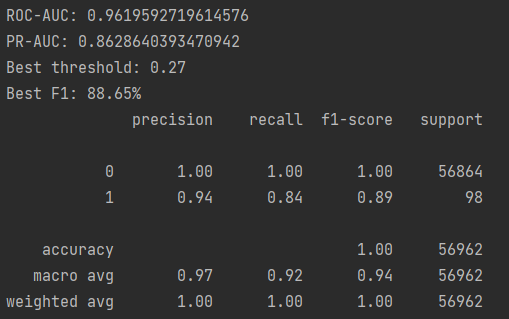 ROC-AUC: 0.9619592719614576
PR-AUC: 0.8628640393470942
Best threshold: 0.27
Best F1: 88.65%
precision recall f1-score support
0 1.00 1.00 1.00 56864
1 0.94 0.84 0.89 98
accuracy 1.00 56962
macro avg 0.97 0.92 0.94 56962
weighted avg 1.00 1.00 1.00 56962